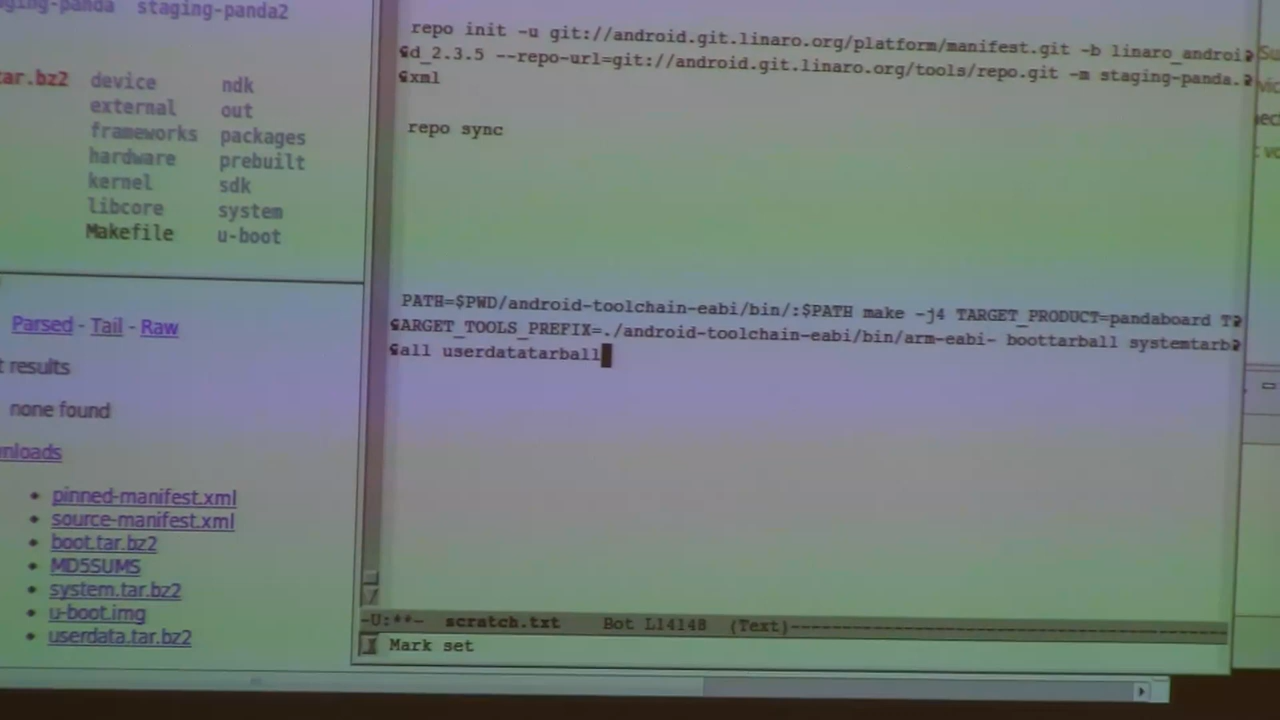 staging-panda2
tar.bz2 device ndk
external out
frameworks packages
hardware prebuilt
kernel sdk
libcore system
Makefile u-boot
Parsed - Tail - Raw
results
none found
nloads
pinned-manifest.xml
source-manifest.xml
boot.tar.bz2
MD5SUMS
system.tar.bz2
u-boot.img
userdata.tar.bz2
repo init -u git://android.git.linaro.org/platform/manifest.git -b linaro_androi
d_2.3.5 --repo-url=git://android.git.linaro.org/tools/repo.git -m staging-panda.
xml
repo sync
PATH=$PWD/android-toolchain-eabi/bin/:$PATH make -j4 TARGET_PRODUCT=pandaboard T
ARGET_TOOLS_PREFIX=./android-toolchain-eabi/bin/arm-eabi- boottarball systemtarb
all userdatatarball
-U:**- scratch.txt Bot L14148 (Text)
Mark set